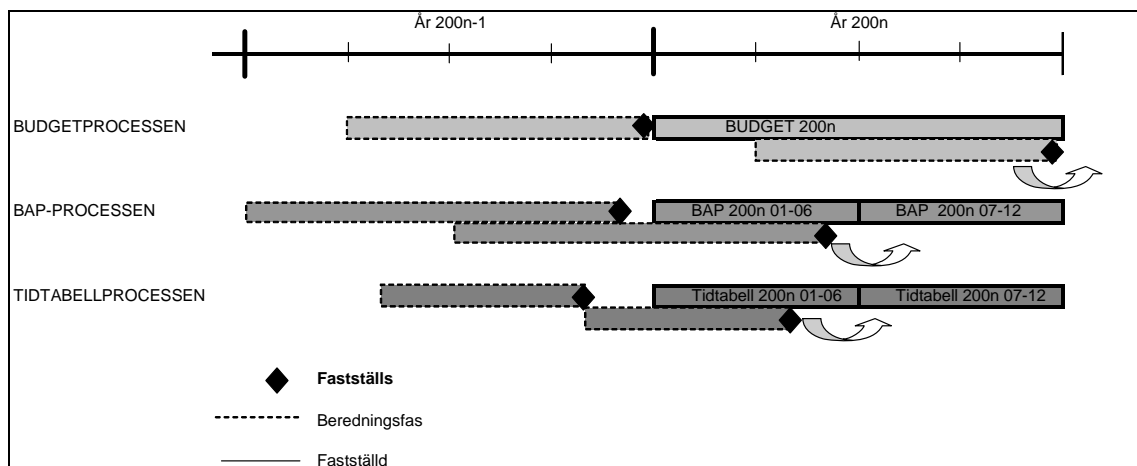 År 200n-1 År 200n
BUDGETPROCESSEN BUDGET 200n
BAP-PROCESSEN BAP 200n 01-06 BAP 200n 07-12
TIDTABELLPROCESSEN Tidtabell 200n 01-06 Tidtabell 200n 07-12
Fastställs
Beredningsfas
Fastställd